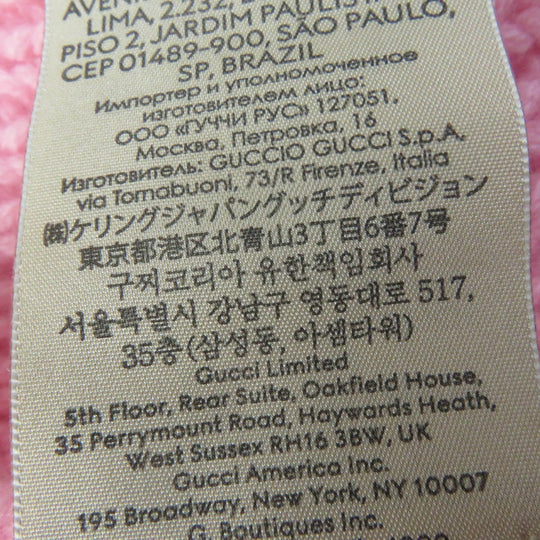 LIMA, 2.232,
PISO 2, JARDIM PAULIST
CEP 01489-900, SÃO PAULO,
SP, BRAZIL
Импортер и уполномоченное
изготовителем лицо:
ООО «ГУЧЧИ РУС» 127051,
Москва, Петровка, 16
Изготовитель: GUCCIO GUCCI S.p.A.
via Tornabuoni, 73/R Firenze, Italia
㈱ケリングジャパングッチディビジョン
東京都港区北青山3丁目6番7号
구찌코리아 유한책임회사
서울특별시 강남구 영동대로 517,
35층(삼성동, 아셈타워)
Gucci Limited
5th Floor, Rear Suite, Oakfield House,
35 Perrymount Road, Haywards Heath,
West Sussex RH16 3BW, UK
Gucci America Inc.
195 Broadway, New York, NY 10007
G. Boutiques Inc.